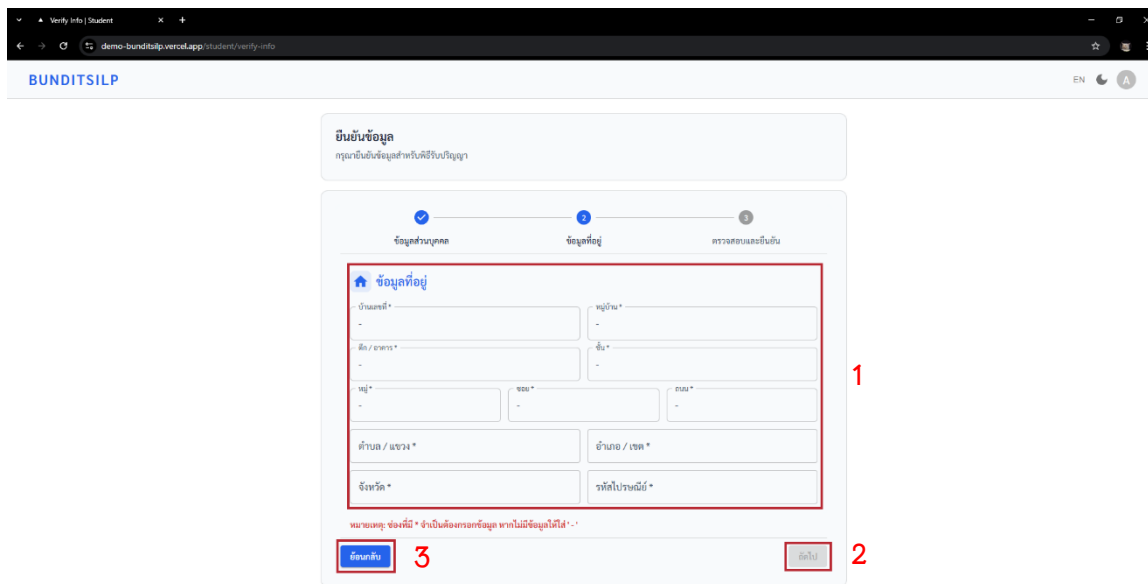 Verify Info | Student
demo-bunditsilp.vercel.app/student/verify-info
BUNDITSILP
EN
A
ยืนยันข้อมูล
กรุณายืนยันข้อมูลสำหรับพิธีรับปริญญา
2
3
ข้อมูลส่วนบุคคล
ข้อมูลที่อยู่
ตรวจสอบและยืนยัน
ข้อมูลที่อยู่
บ้านเลขที่ *
หมู่บ้าน *
-
-
ตึก / อาคาร *
ชั้น *
-
-
1
หมู่ *
ซอย *
ถนน *
-
-
-
ตำบล / แขวง *
อำเภอ / เขต *
จังหวัด *
รหัสไปรษณีย์ *
หมายเหตุ: ช่องที่มี * จำเป็นต้องกรอกข้อมูล หากไม่มีข้อมูลให้ใส่ ' - '
ย้อนกลับ
3
ถัดไป
2